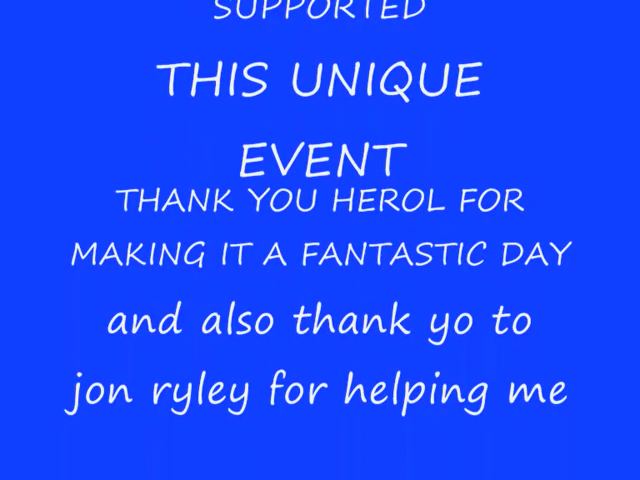 SUPPORTED
THIS UNIQUE
EVENT
THANK YOU HEROL FOR
MAKING IT A FANTASTIC DAY
and also thank yo to
jon ryley for helping me